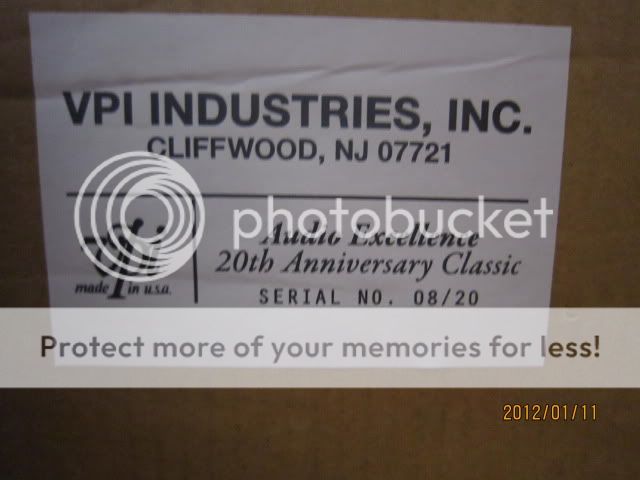 VPI INDUSTRIES, INC.
CLIFFWOOD, NJ 07721
photobucket
vpi
Audio Excellence
20th Anniversary Classic
made in u.s.a.
SERIAL NO. 08/20
Protect more of your memories for less!
2012/01/11